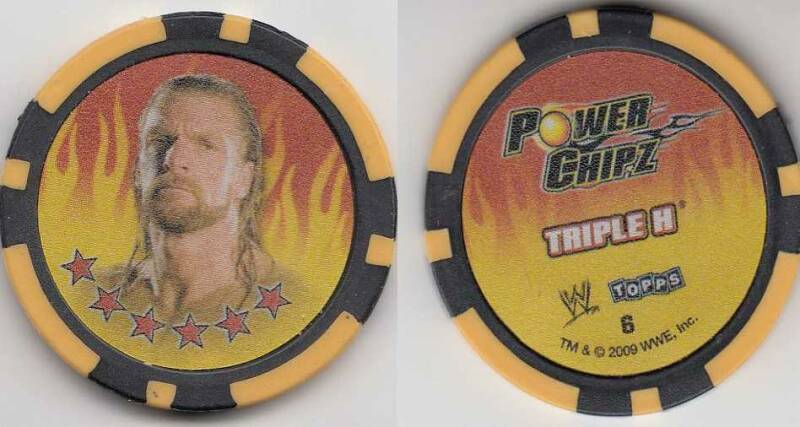 POWER
CHIPZ
TRIPLE H®
W TOPPS
6
TM & © 2009 WWE, Inc.